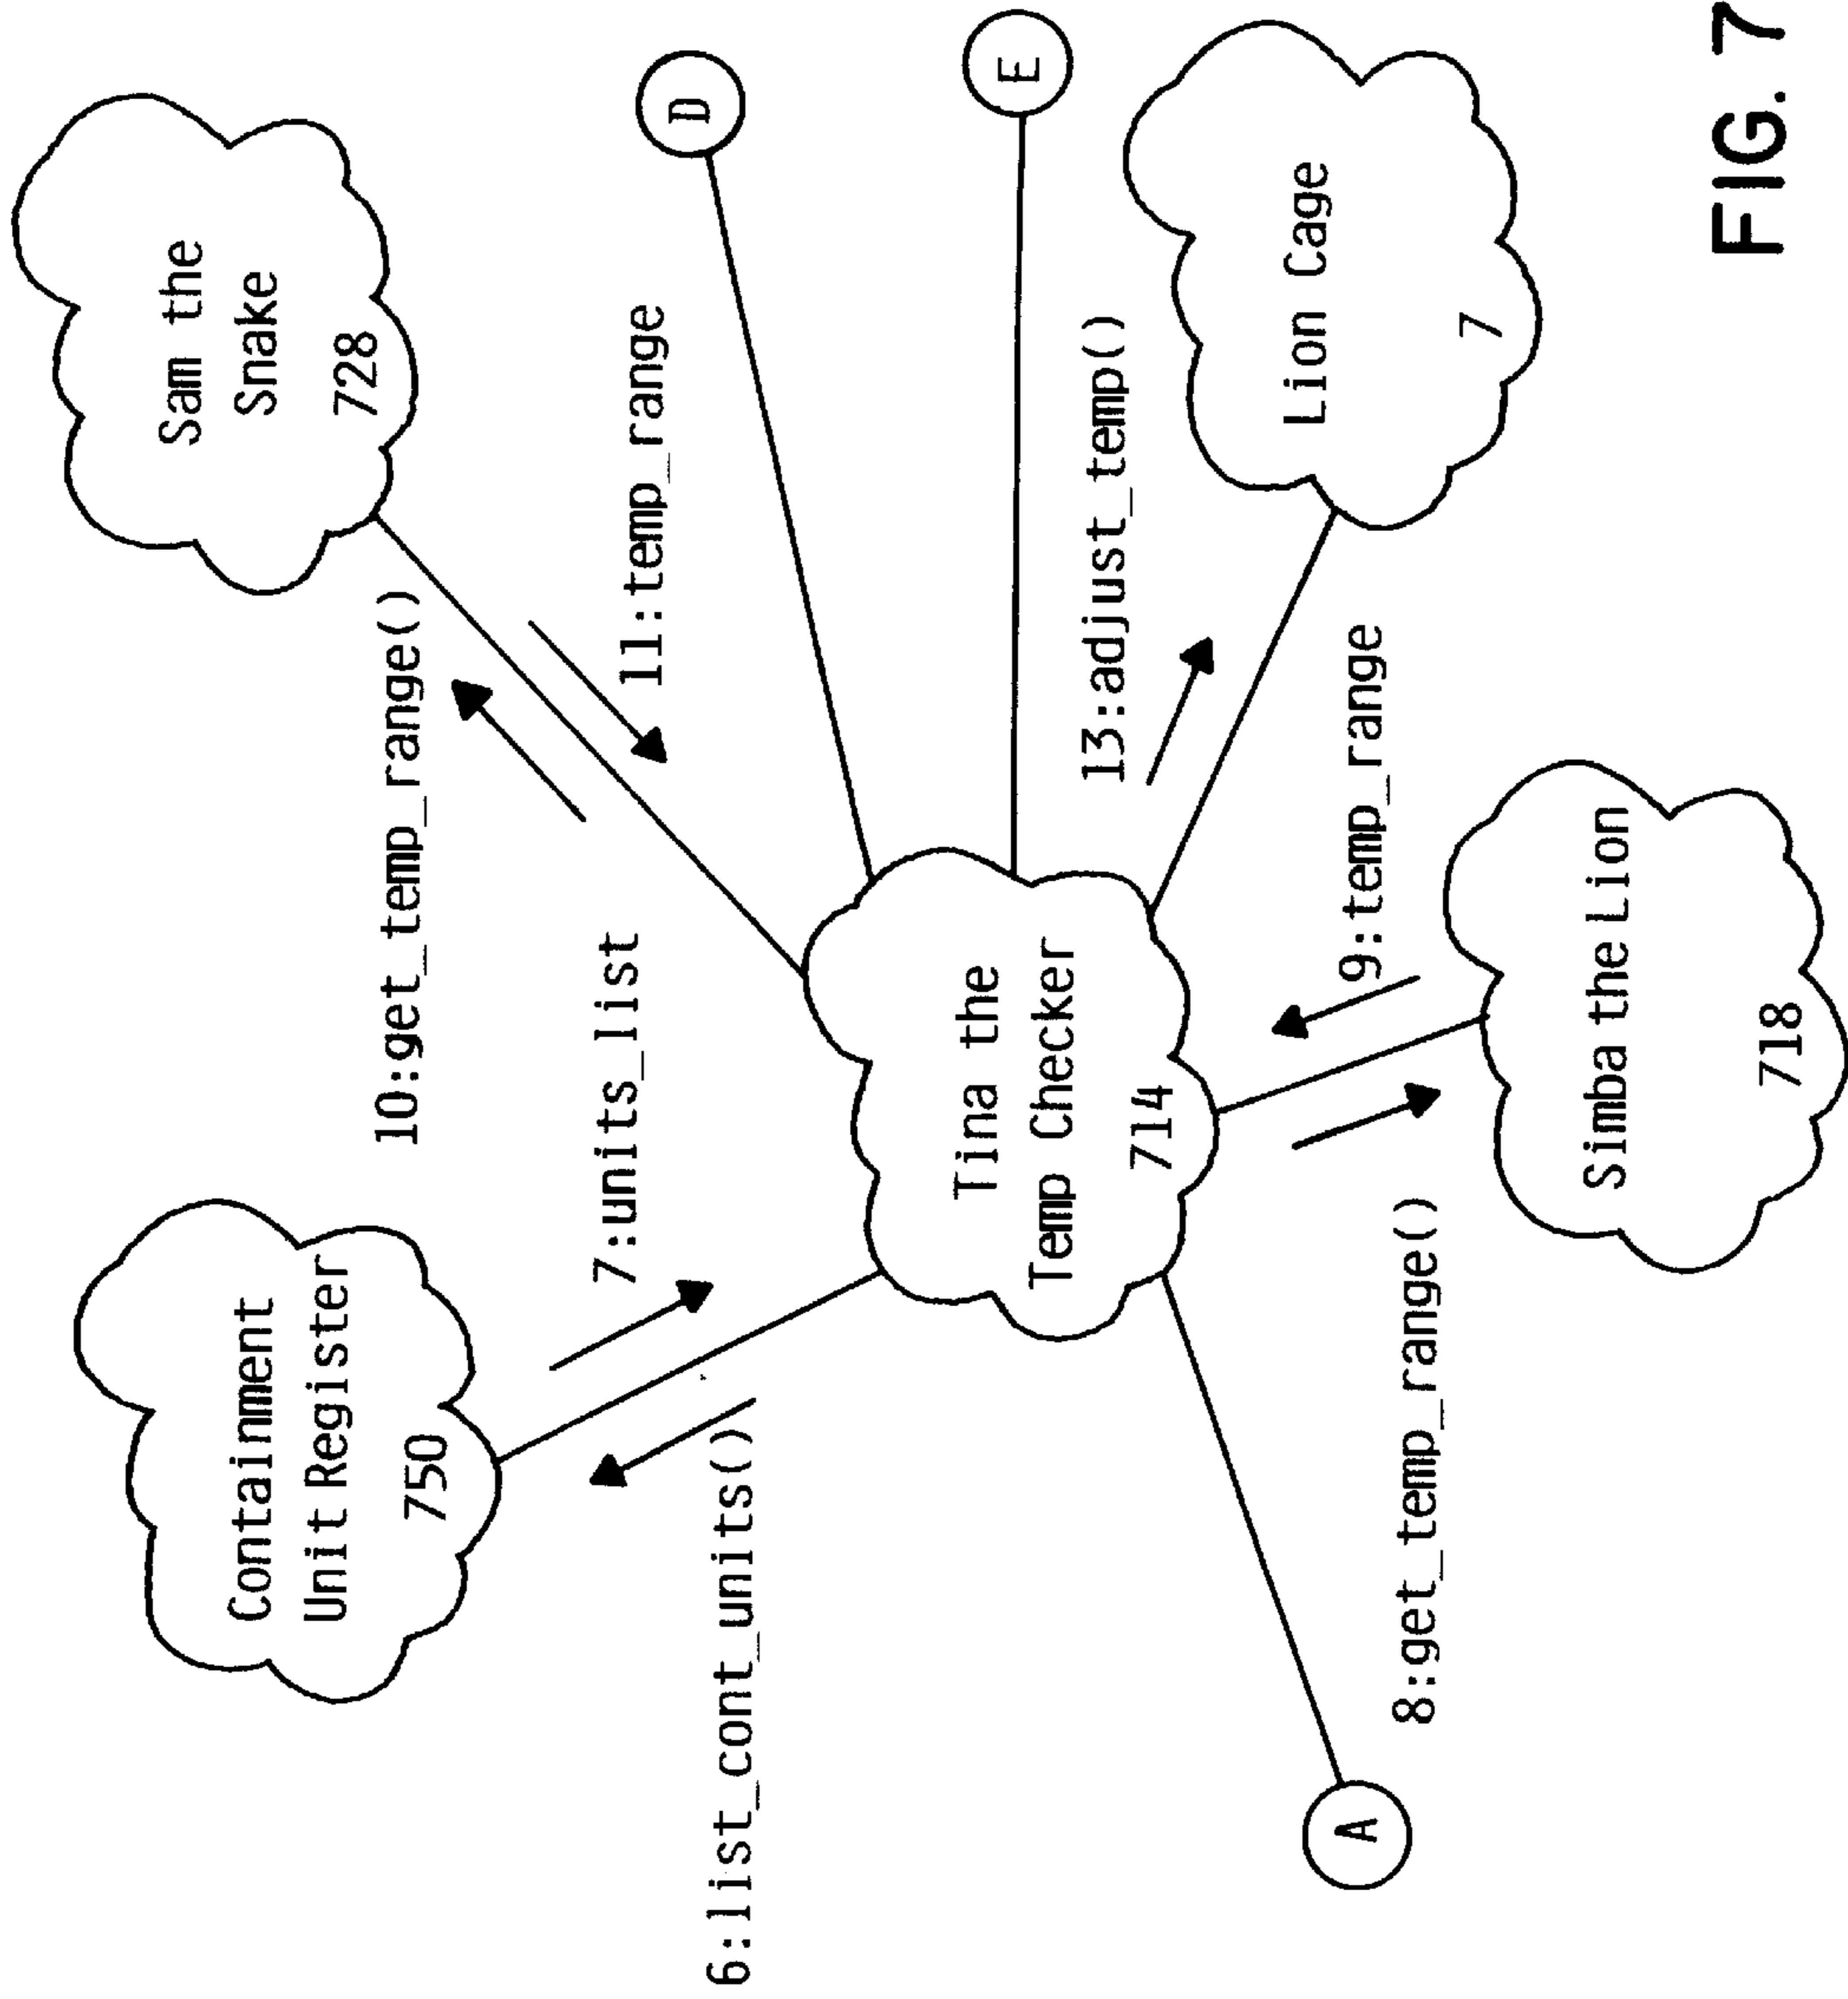 Containment
Unit Register
750
Sam the
Snake
728
10:get_temp_range()
11:temp_range
7:units_list
6:list_cont_units()
D
E
Tina the
Temp Checker
714
13:adjust_temp()
Lion Cage
7
A
8:get_temp_range()
9:temp_range
Simba the Lion
718
FIG. 7